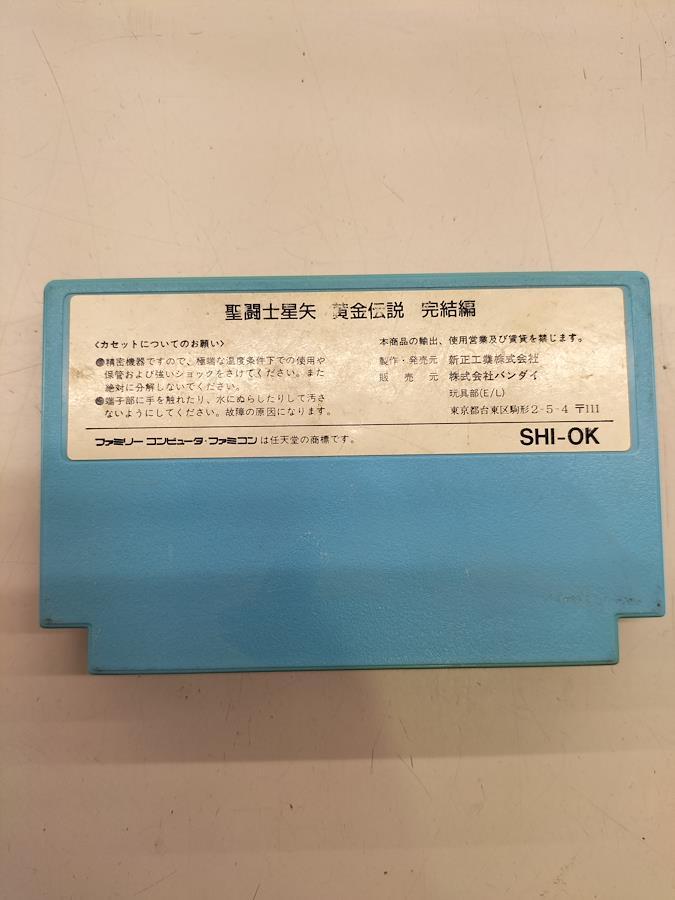 聖闘士星矢 黄金伝説 完結編
〈カセットについてのお願い〉
●精密機器ですので、極端な温度条件下での使用や
保管および強いショックをさけてください。また
絶対に分解しないでください。
●端子部に手を触れたり、水にぬらしたりして汚さ
ないようにしてください。故障の原因になります。
本商品の輸出、使用営業及び賃貸を禁じます。
製作・発売元 新正工業株式会社
販売元 株式会社バンダイ
玩具部(E/L)
東京都台東区駒形2-5-4 〒111
ファミリーコンピュータ・ファミコンは任天堂の商標です。
SHI-OK